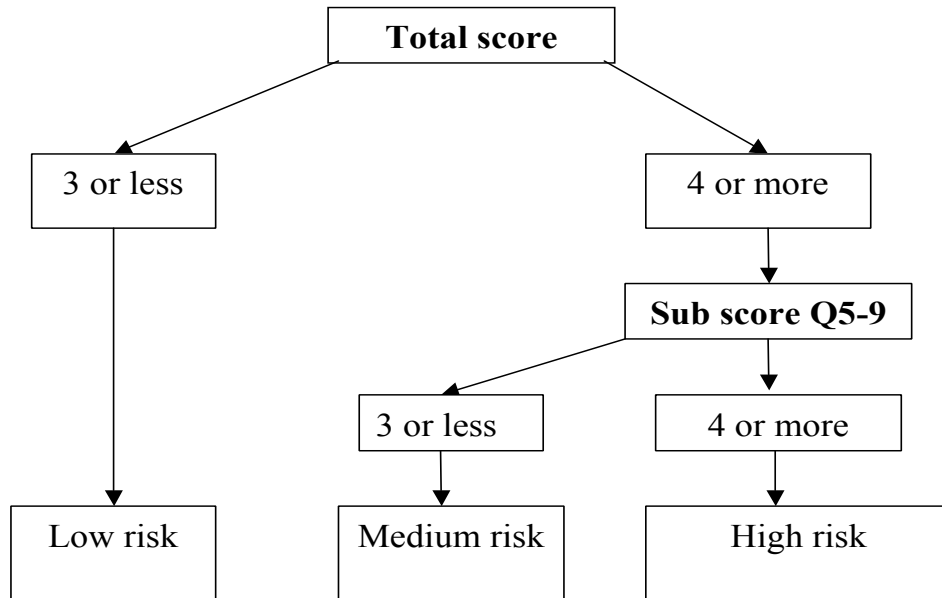 Total score
3 or less
4 or more
Sub score Q5-9
3 or less
4 or more
Low risk
Medium risk
High risk